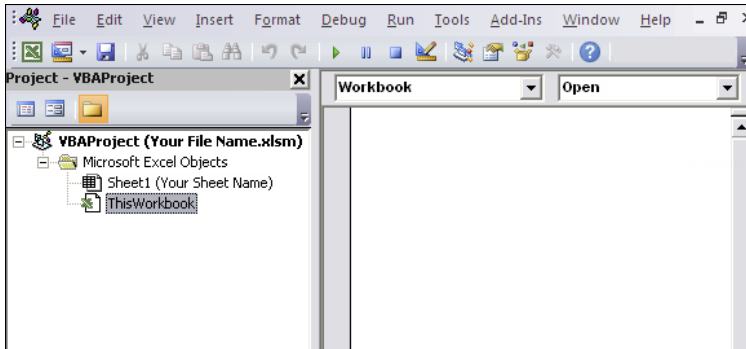 File Edit View Insert Format Debug Run Tools Add-Ins Window Help
Project - VBAProject
Workbook
Open
VBAProject (Your File Name.xlsm)
Microsoft Excel Objects
Sheet1 (Your Sheet Name)
ThisWorkbook